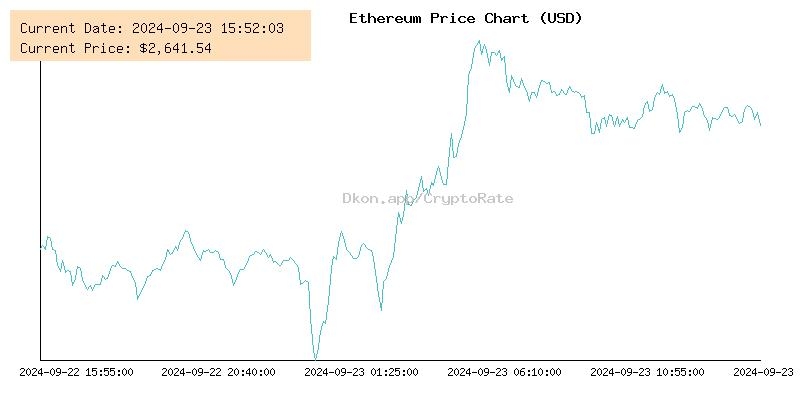 Ethereum Price Chart (USD)
Current Date: 2024-09-23 15:52:03
Current Price: $2,641.54
Dkon.app/CryptoRate
2024-09-22 15:55:00
2024-09-22 20:40:00
2024-09-23 01:25:00
2024-09-23 06:10:00
2024-09-23 10:55:00
2024-09-23